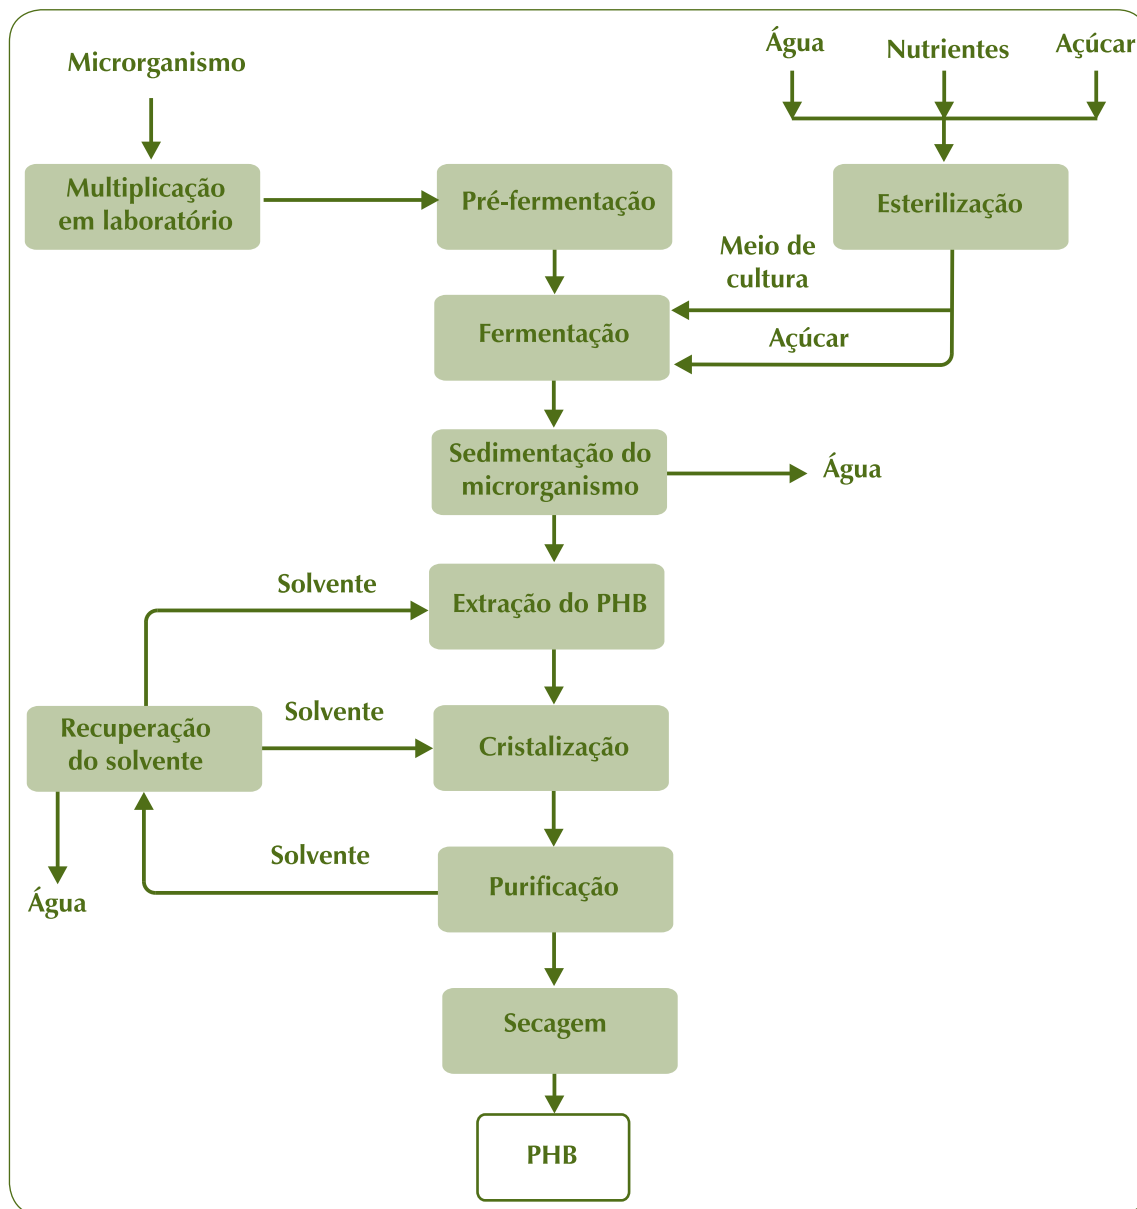 Microrganismo
Água
Nutrientes
Açúcar
Multiplicação
em laboratório
Pré-fermentação
Esterilização
Meio de
cultura
Fermentação
Açúcar
Sedimentação do
microrganismo
Água
Solvente
Extração do PHB
Recuperação
do solvente
Solvente
Cristalização
Solvente
Purificação
Água
Secagem
PHB